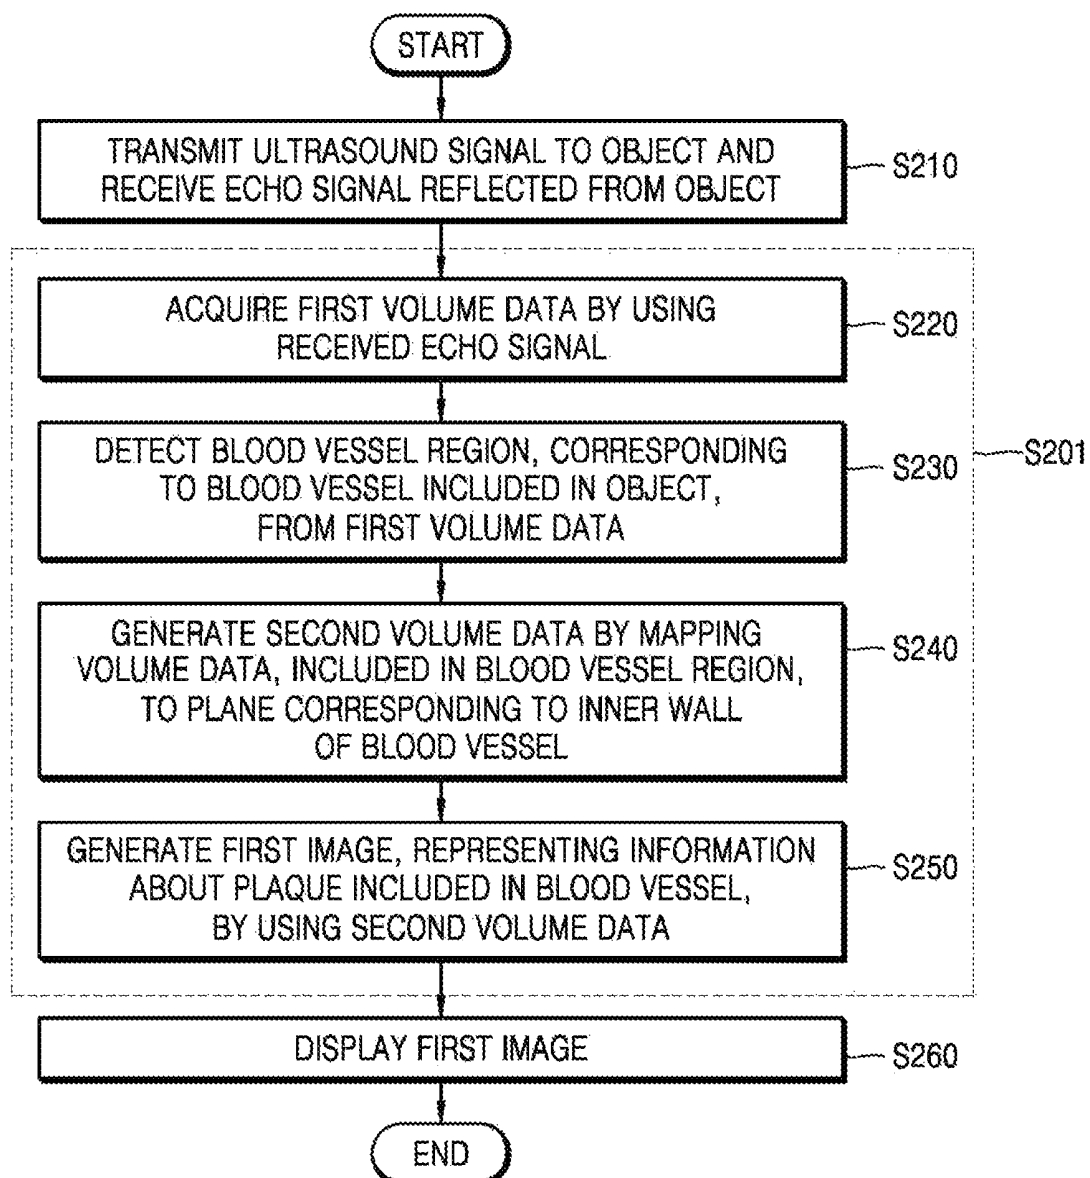 START
TRANSMIT ULTRASOUND SIGNAL TO OBJECT AND
RECEIVE ECHO SIGNAL REFLECTED FROM OBJECT
S210
ACQUIRE FIRST VOLUME DATA BY USING
RECEIVED ECHO SIGNAL
S220
DETECT BLOOD VESSEL REGION, CORRESPONDING
TO BLOOD VESSEL INCLUDED IN OBJECT,
FROM FIRST VOLUME DATA
S230
S201
GENERATE SECOND VOLUME DATA BY MAPPING
VOLUME DATA, INCLUDED IN BLOOD VESSEL REGION,
TO PLANE CORRESPONDING TO INNER WALL
OF BLOOD VESSEL
S240
GENERATE FIRST IMAGE, REPRESENTING INFORMATION
ABOUT PLAQUE INCLUDED IN BLOOD VESSEL,
BY USING SECOND VOLUME DATA
S250
DISPLAY FIRST IMAGE
S260
END